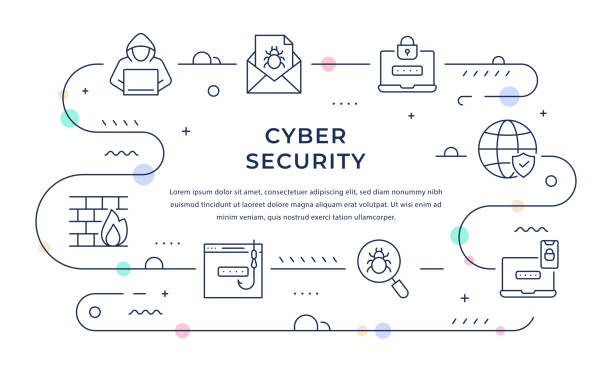 CYBER
SECURITY
Lorem ipsum dolor sit amet, consectetuer adipiscing elit, sed diam nibh
euismod tincidunt ut laoreet dolore magna aliquam erat volutpat. Ut wisi enim ad
minim veniam, quis nostrud exerci tation ullamcorper.